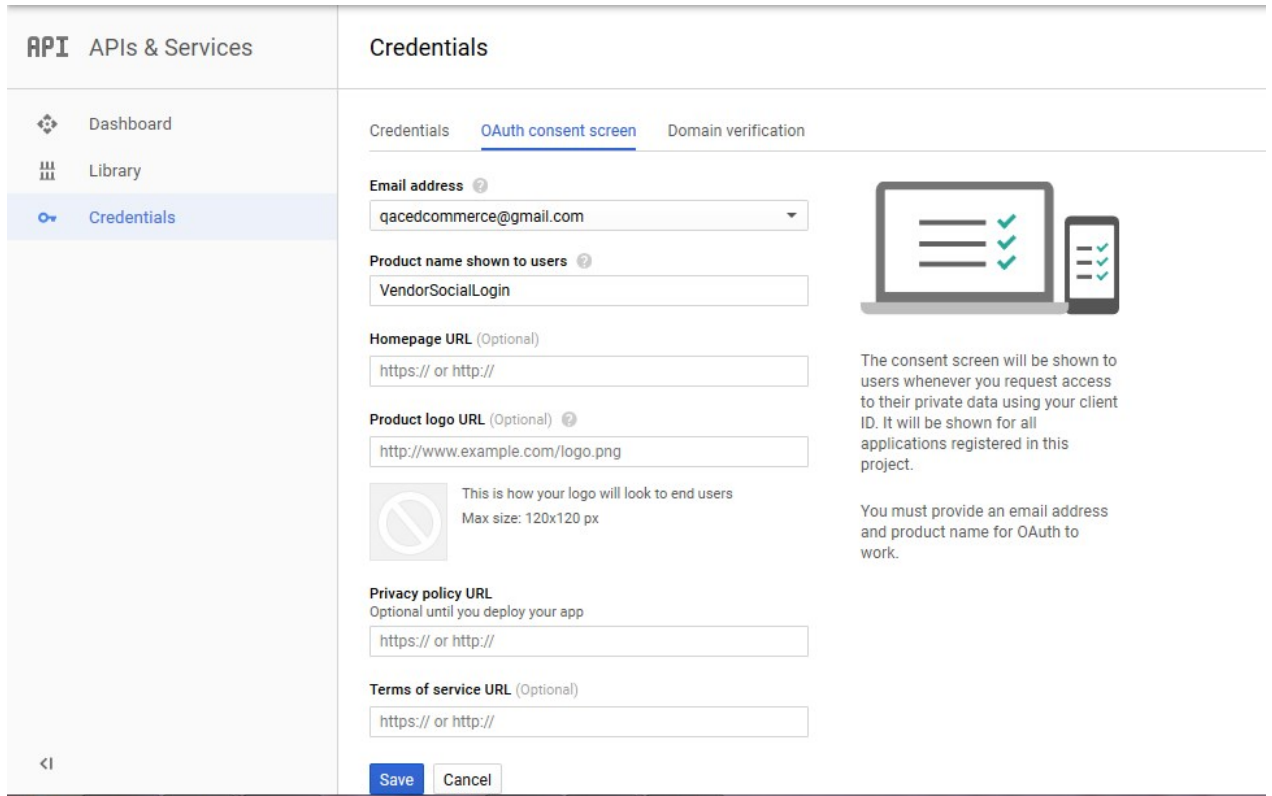 API APIs & Services
Credentials
Dashboard
Library
Credentials
Credentials OAuth consent screen Domain verification
Email address ?
qacedcommerce@gmail.com
Product name shown to users ?
VendorSocialLogin
Homepage URL (Optional)
https:// or http://
Product logo URL (Optional) ?
http://www.example.com/logo.png
This is how your logo will look to end users
Max size: 120x120 px
Privacy policy URL
Optional until you deploy your app
https:// or http://
Terms of service URL (Optional)
https:// or http://
Save Cancel
The consent screen will be shown to
users whenever you request access
to their private data using your client
ID. It will be shown for all
applications registered in this
project.
You must provide an email address
and product name for OAuth to
work.